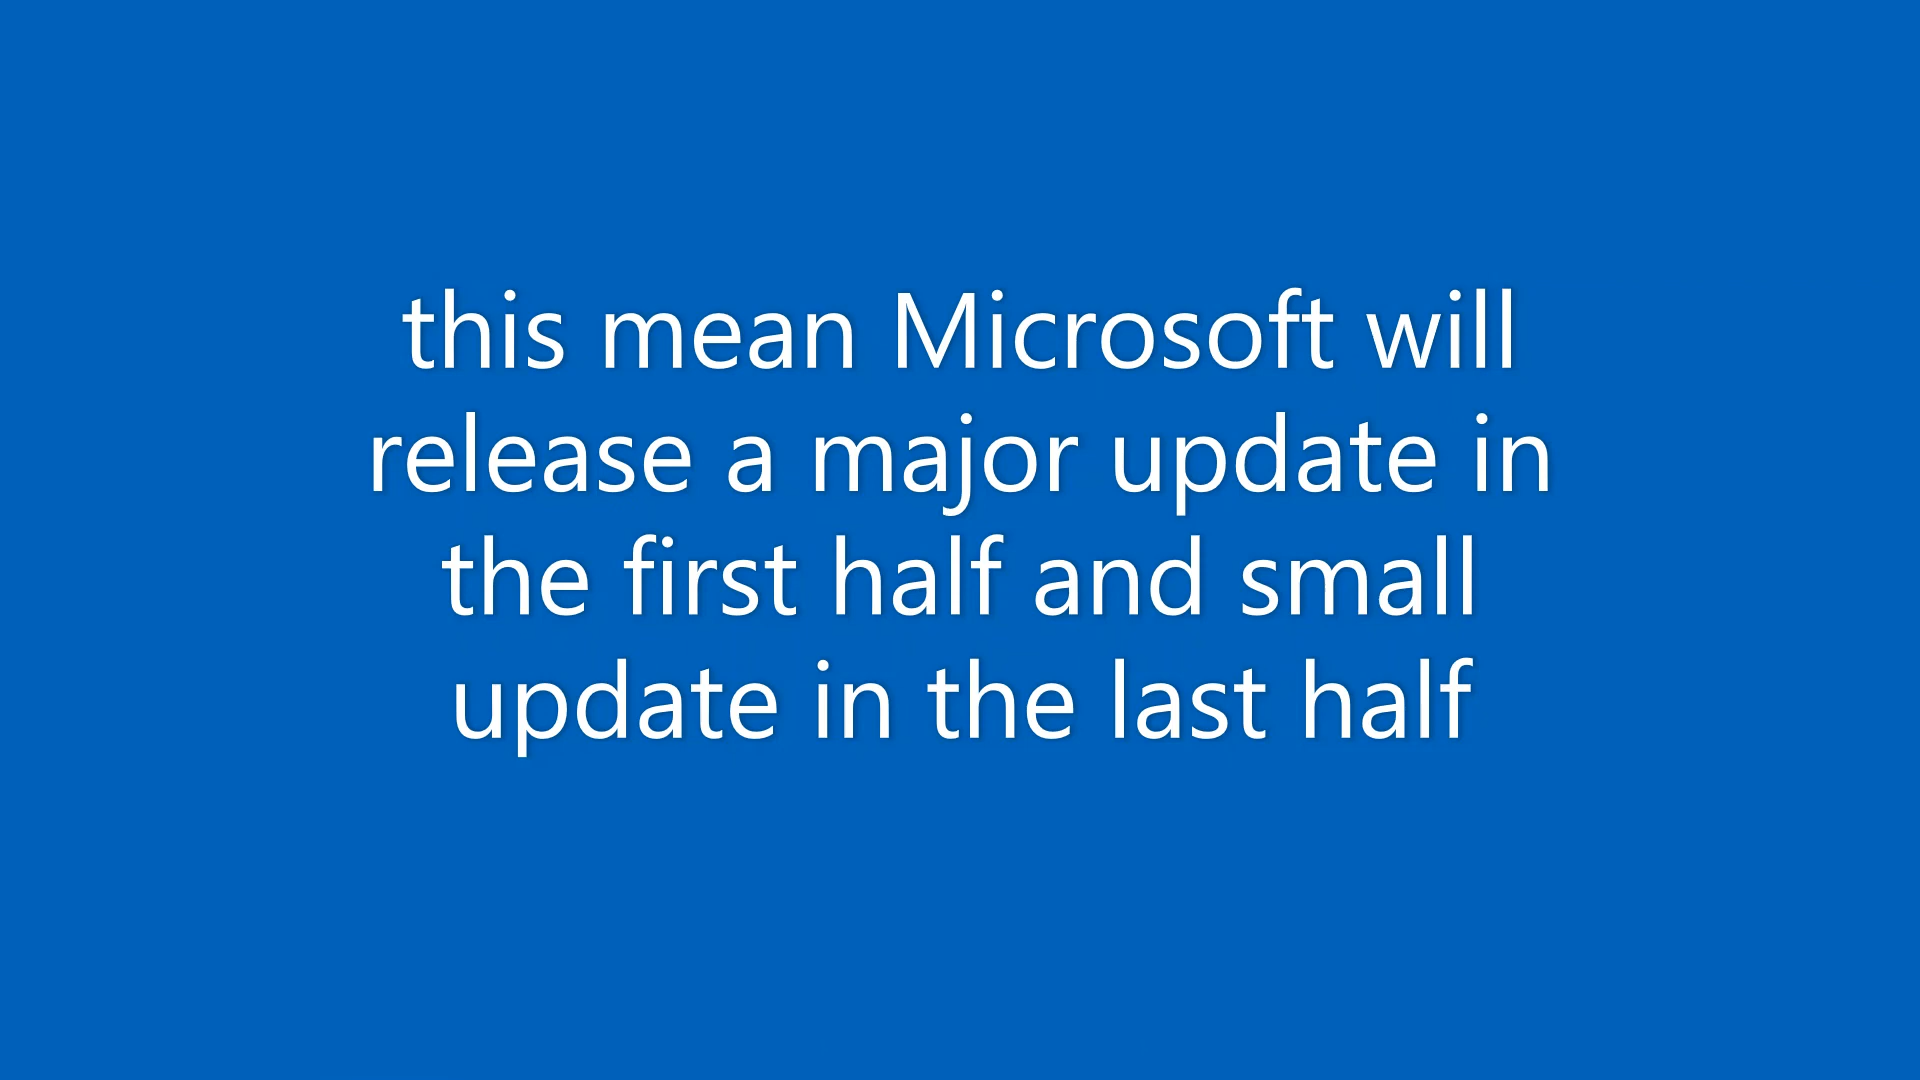 this mean Microsoft will
release a major update in
the first half and small
update in the last half